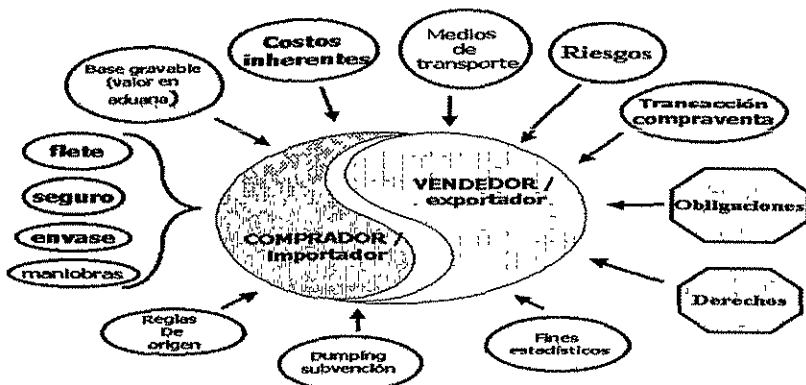 Costos
inherentes
Medios
de
transporte
Riesgos
Base gravable
(valor en
aduana)
Transacción
compraventa
flete
seguro
envase
maniobras
VENDEDOR /
exportador
COMPRADOR /
Importador
Obligaciones
Derechos
Reglas
De
origen
Dumping
subvención
Fines
estadísticos